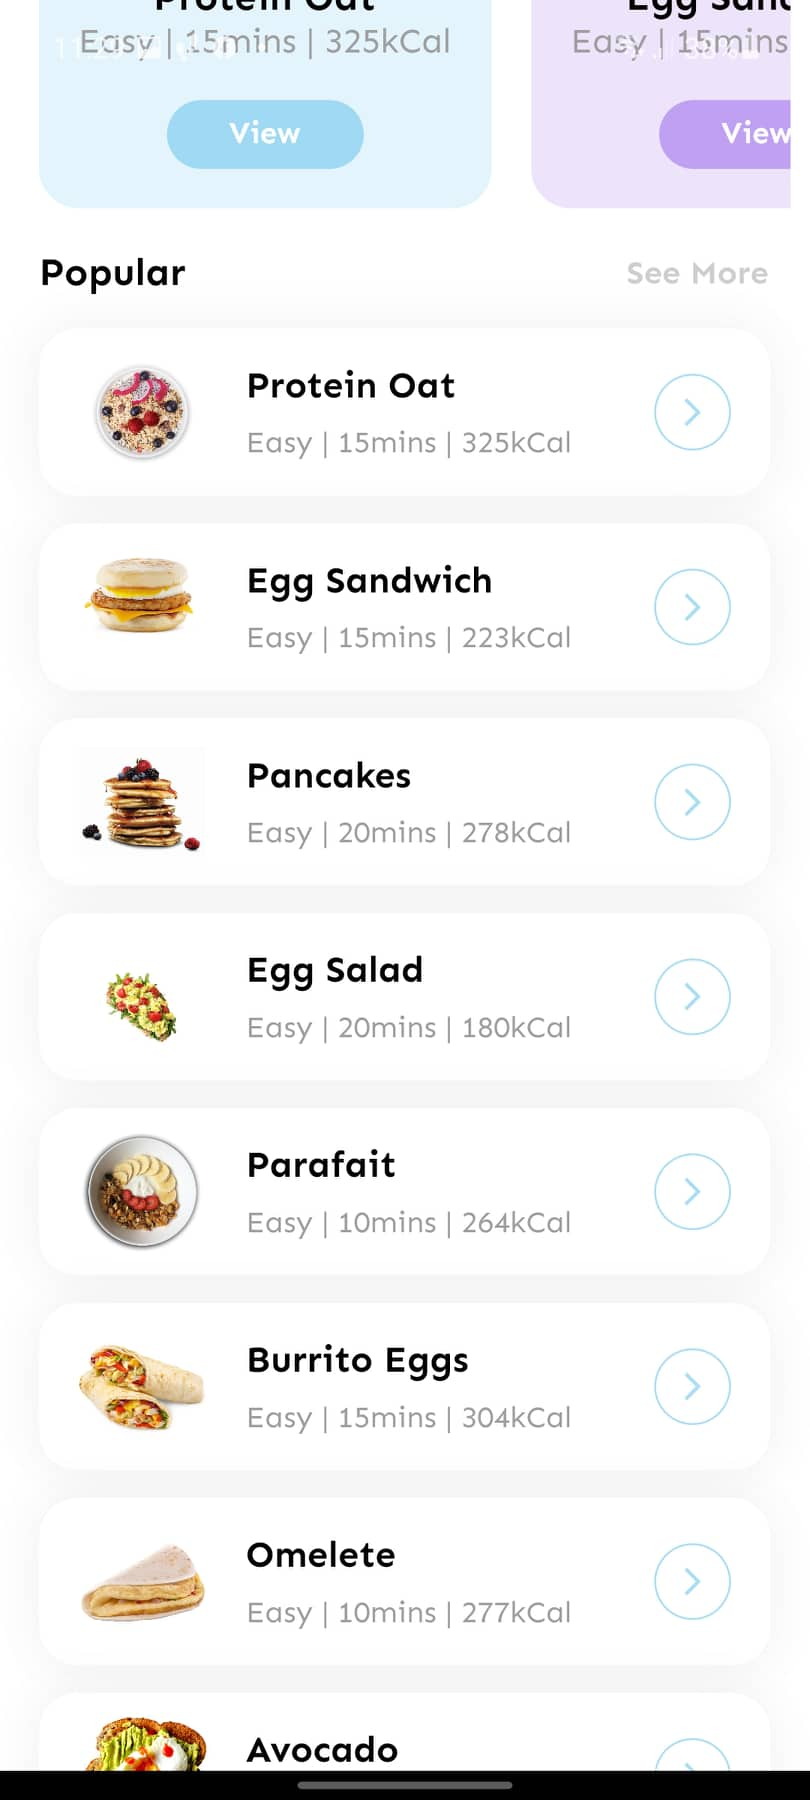 Protein Oat
Easy | 15mins | 325kCal
View
Egg Sand
Easy | 15mins
View
Popular
See More
Protein Oat
Easy | 15mins | 325kCal
Egg Sandwich
Easy | 15mins | 223kCal
Pancakes
Easy | 20mins | 278kCal
Egg Salad
Easy | 20mins | 180kCal
Parafait
Easy | 10mins | 264kCal
Burrito Eggs
Easy | 15mins | 304kCal
Omelete
Easy | 10mins | 277kCal
Avocado